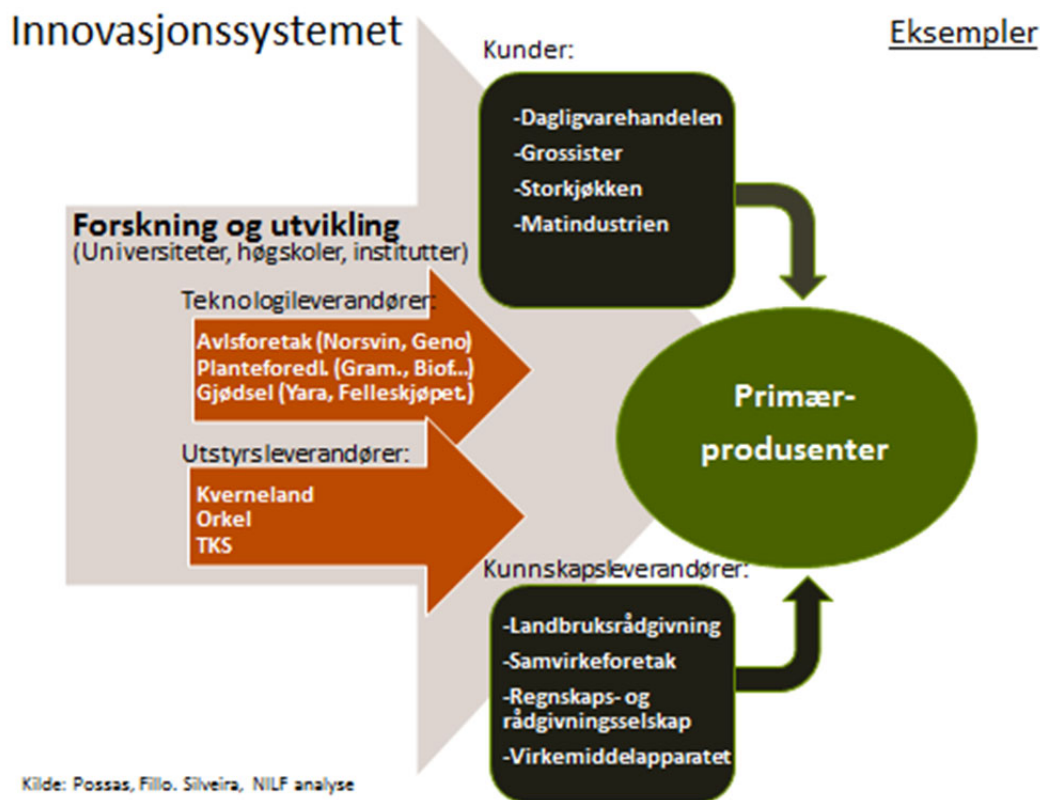 Innovasjonssystemet
Eksempler
Kunder:
-Dagligvarehandelen
-Grossister
-Storkjøkken
-Matindustrien
Forskning og utvikling
(Universiteter, høgskoler, institutter)
Teknologileverandører:
Avlsforetak (Norsvin, Geno)
Planteforedl. (Gram., Biof...)
Gjødsel (Yara, Felleskjøpet.)
Utstyrsleverandører:
Kverneland
Orkel
TKS
Primær-
produsenter
Kunnskapsleverandører:
-Landbruksrådgivning
-Samvirkeforetak
-Regnskaps- og
rådgivningsselskap
-Virkemiddelapparatet
Kilde: Possas, Fillo. Silveira, NILF analyse